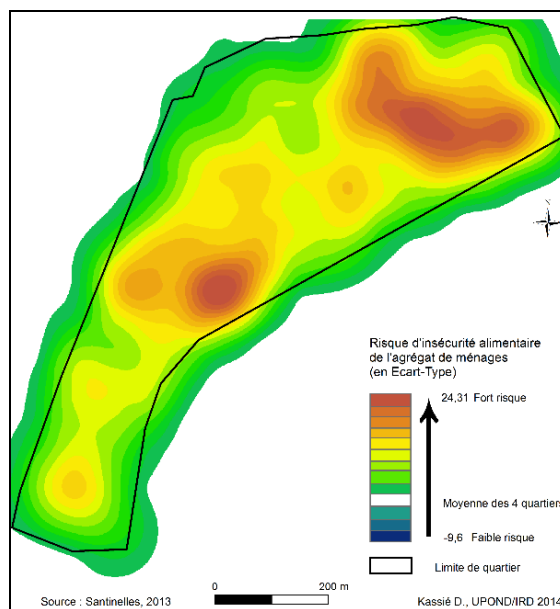 Risque d'insécurité alimentaire
de l'agrégat de ménages
(en Ecart-Type)
24,31 Fort risque
Moyenne des 4 quartiers
-9,6 Faible risque
Limite de quartier
0 200 m
Source : Santinelles, 2013 Kassié D., UPOND/IRD 2014